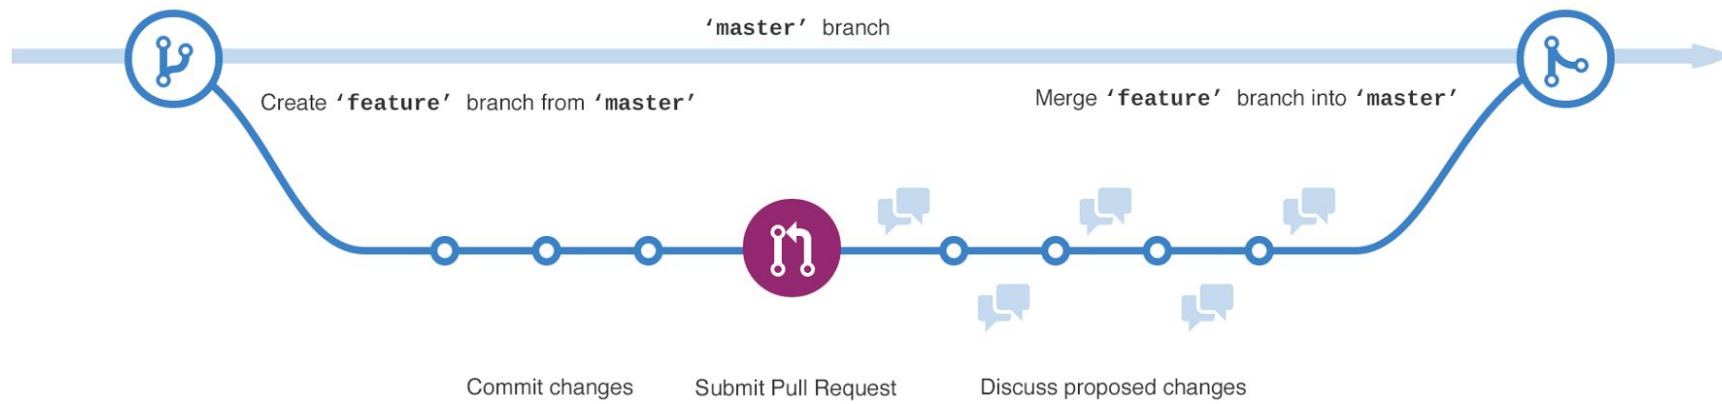 ‘master’ branch
Create ‘feature’ branch from ‘master’
Merge ‘feature’ branch into ‘master’
Commit changes
Submit Pull Request
Discuss proposed changes